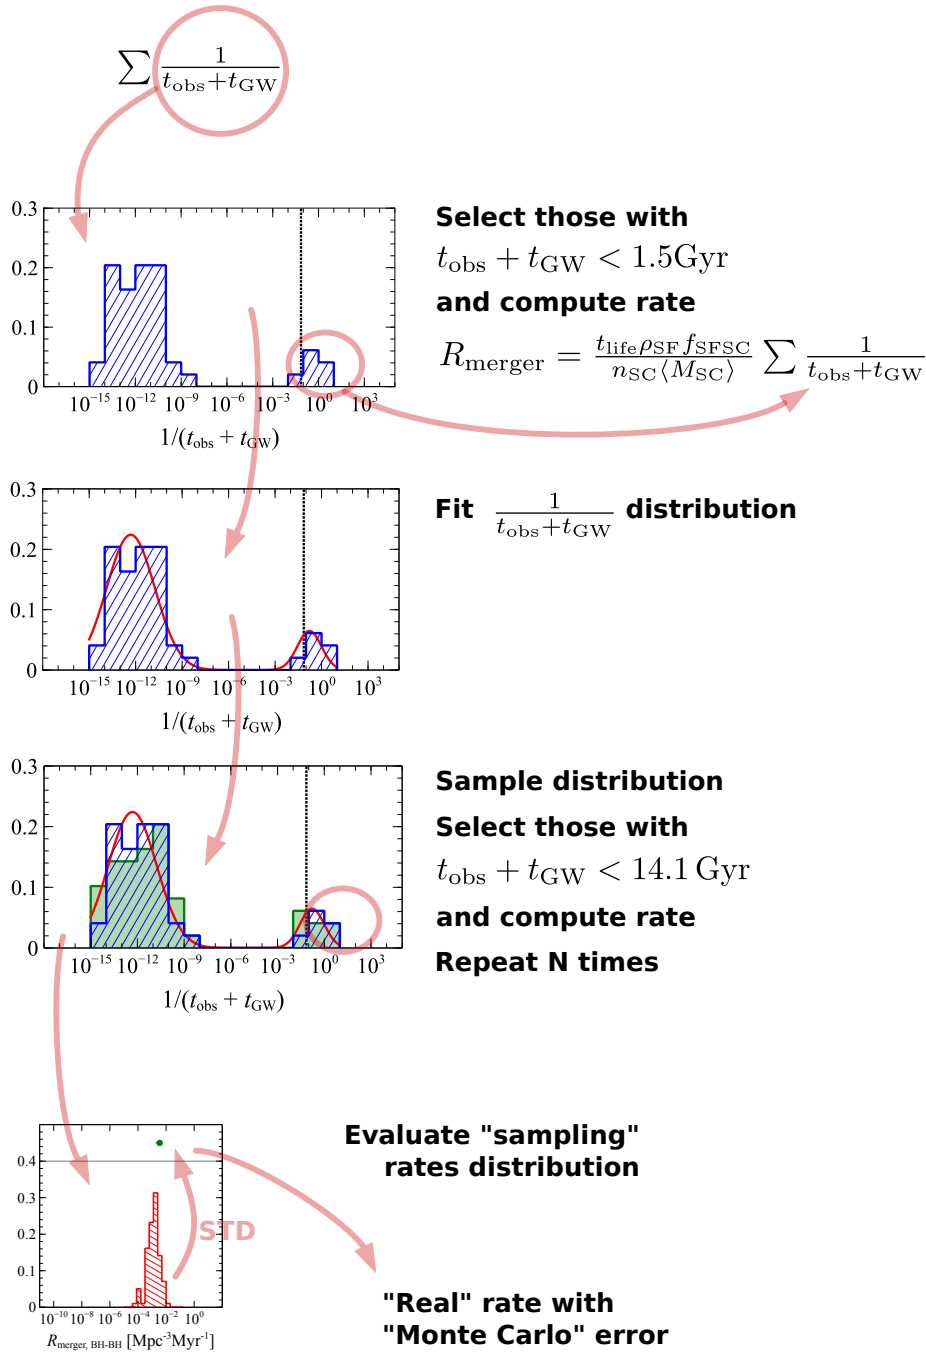 ∑ 1/(t_obs+t_GW)
0.3
0.2
0.1
0
10^−15 10^−12 10^−9 10^−6 10^−3 10^0 10^3
1/(t_obs + t_GW)
Select those with
t_obs + t_GW < 1.5Gyr
and compute rate
R_merger = t_life ρ_SF f_SFSC / n_SC⟨M_SC⟩ ∑ 1/(t_obs+t_GW)
0.3
0.2
0.1
0
10^−15 10^−12 10^−9 10^−6 10^−3 10^0 10^3
1/(t_obs + t_GW)
Fit 1/(t_obs+t_GW) distribution
0.3
0.2
0.1
0
10^−15 10^−12 10^−9 10^−6 10^−3 10^0 10^3
1/(t_obs + t_GW)
Sample distribution
Select those with
t_obs + t_GW < 14.1 Gyr
and compute rate
Repeat N times
0.4
0.3
0.2
0.1
0
10^−10 10^−8 10^−6 10^−4 10^−2 10^0
R_merger, BH-BH [Mpc^-3Myr^-1]
STD
Evaluate "sampling"
rates distribution
"Real" rate with
"Monte Carlo" error